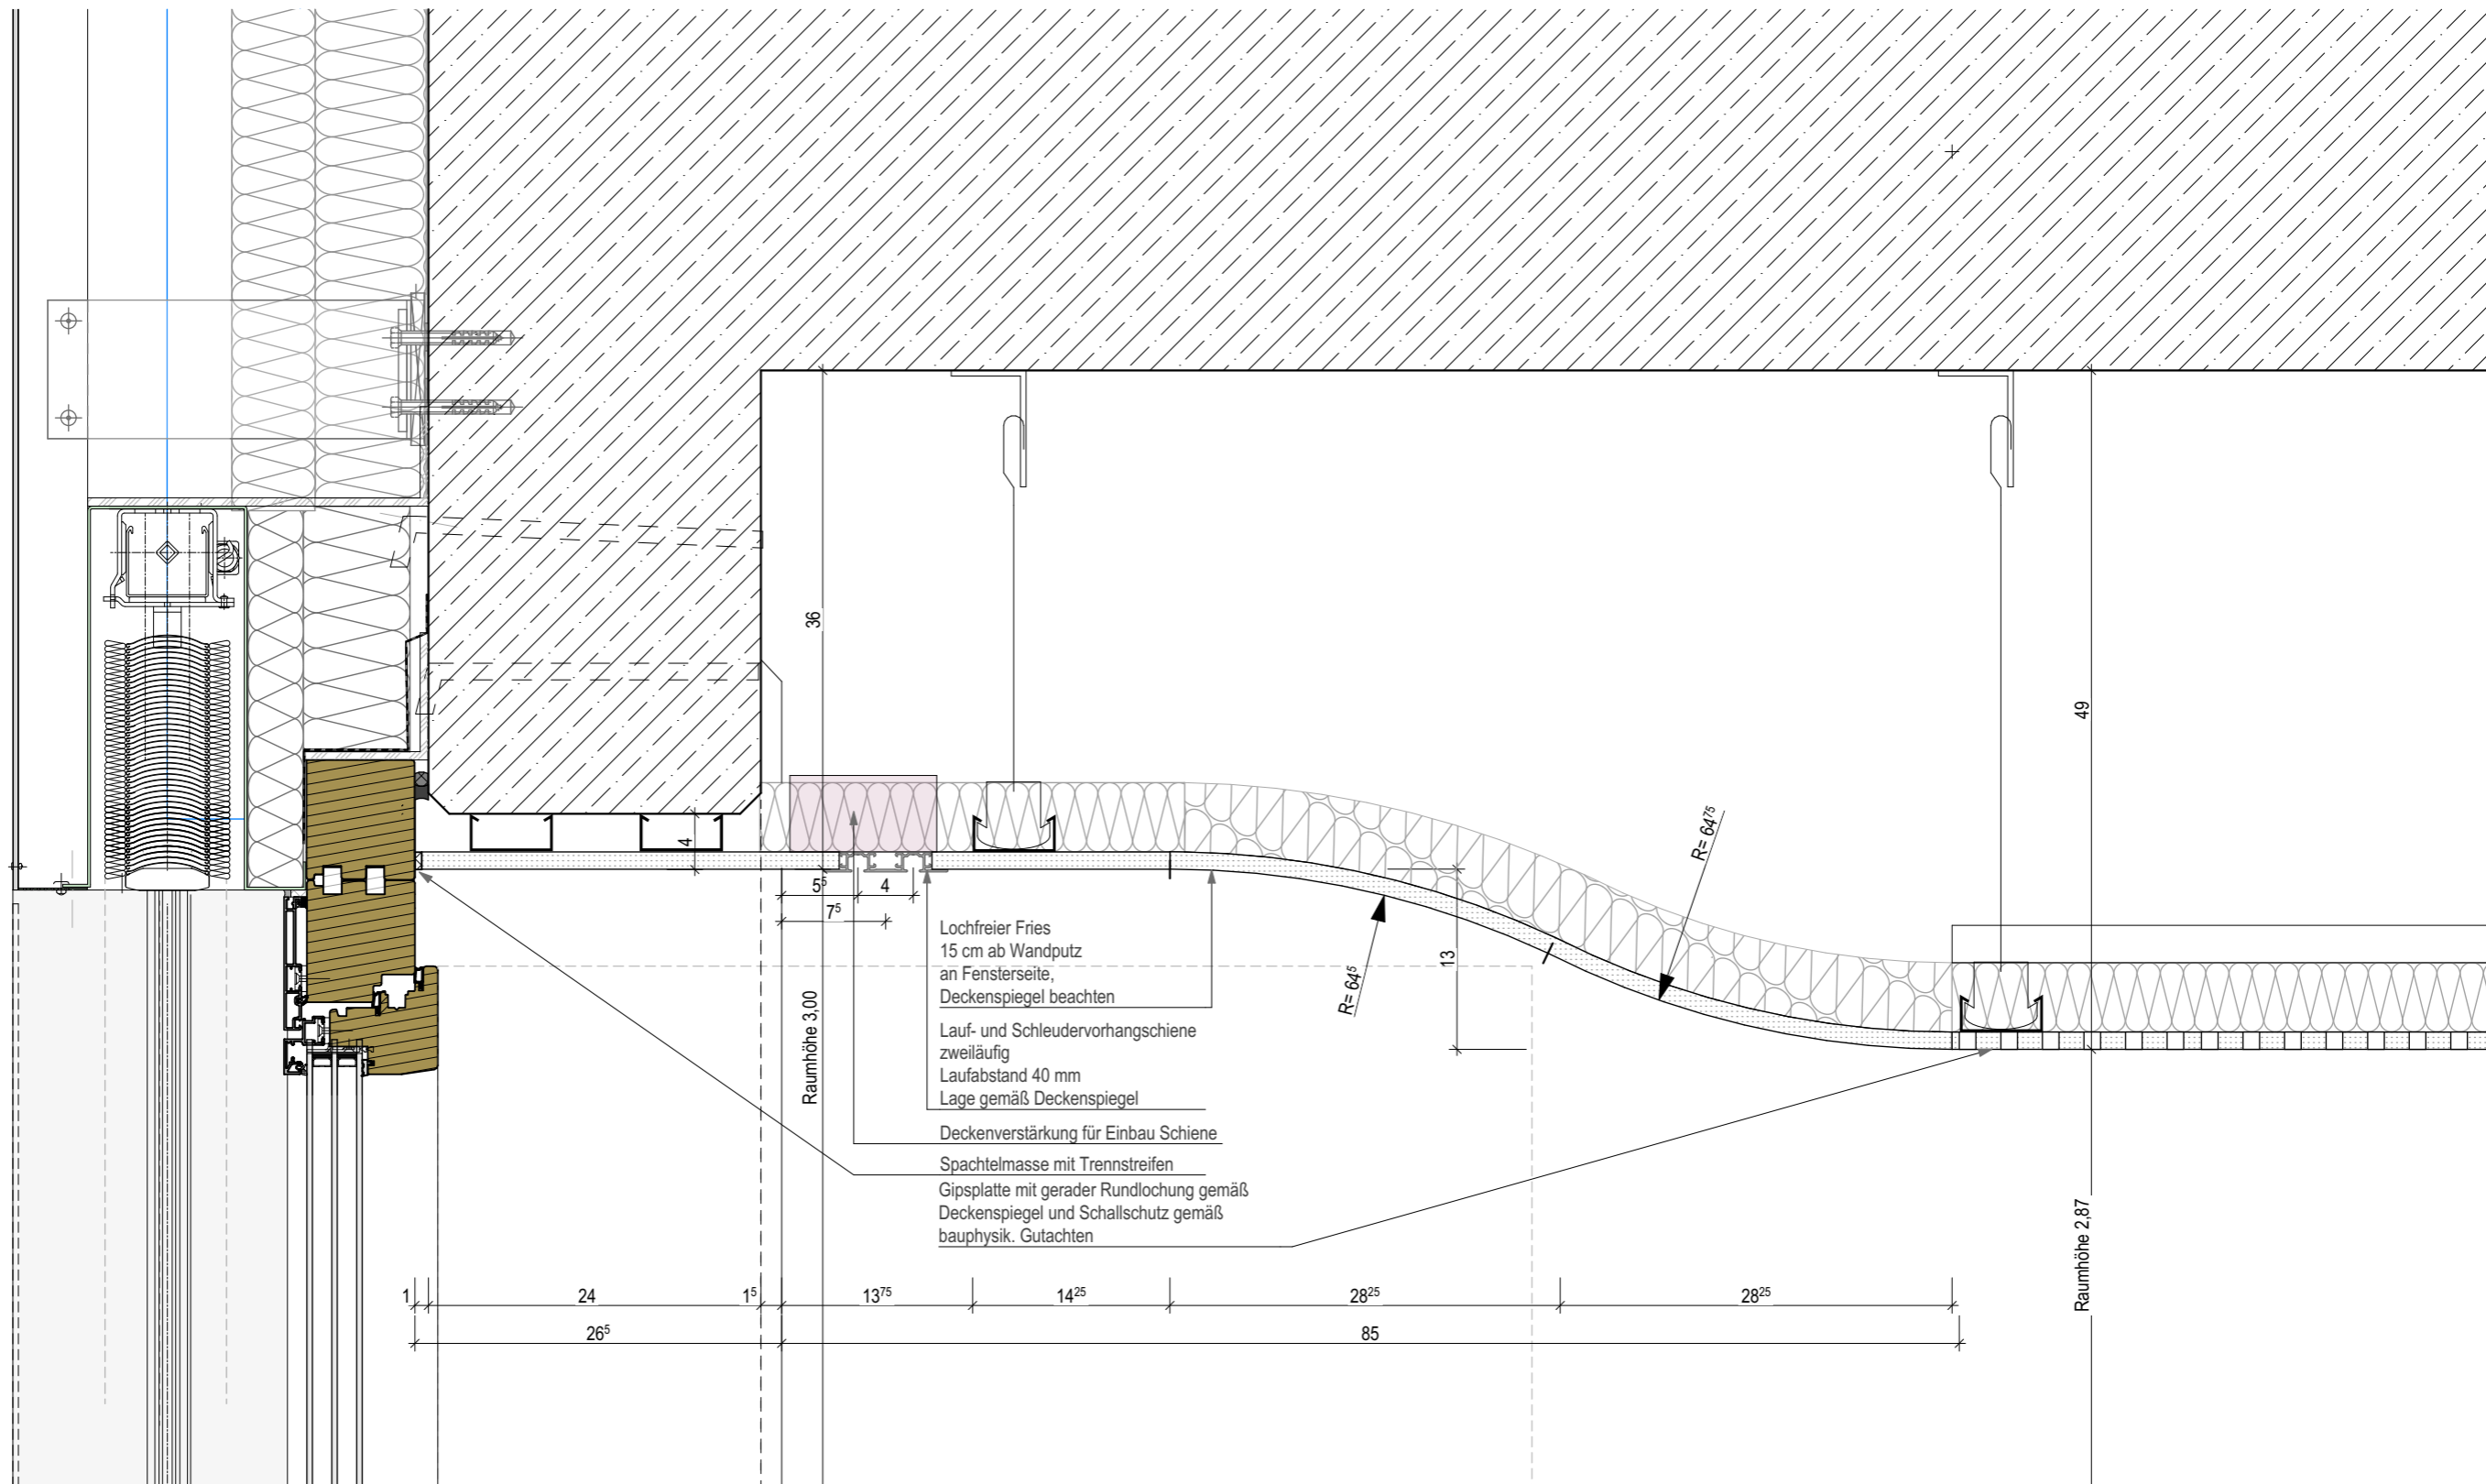 36
49
4
5⁵
4
7⁵
13
R= 64⁵
R= 64⁷⁵
Raumhöhe 3,00
Raumhöhe 2,87
Lochfreier Fries
15 cm ab Wandputz
an Fensterseite,
Deckenspiegel beachten
Lauf- und Schleudervorhangschiene
zweiläufig
Laufabstand 40 mm
Lage gemäß Deckenspiegel
Deckenverstärkung für Einbau Schiene
Spachtelmasse mit Trennstreifen
Gipsplatte mit gerader Rundlochung gemäß
Deckenspiegel und Schallschutz gemäß
bauphysik. Gutachten
1 24 1⁵ 13⁷⁵ 14²⁵ 28²⁵ 28²⁵
26⁵ 85